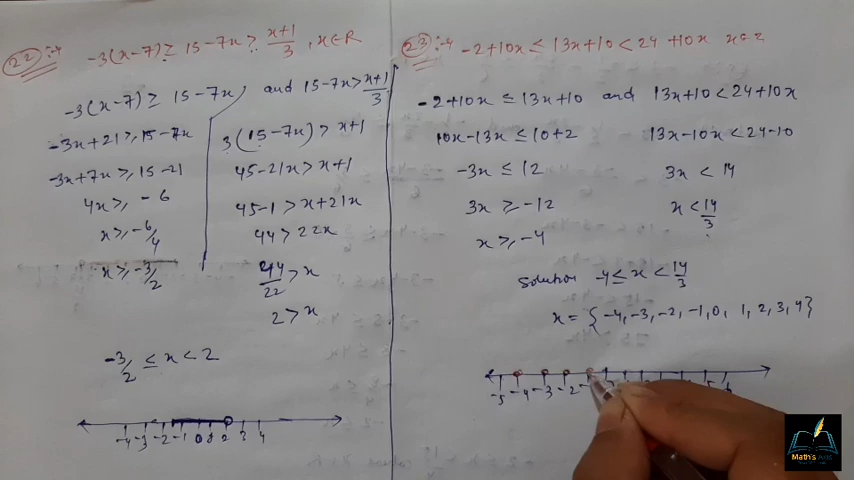 22 :-4 -3(x-7) ≥ 15-7x > x+1/3 , x∈R
-3(x-7) ≥ 15-7x and 15-7x > x+1/3
-3x+21 ≥ 15-7x
-3x+7x ≥ 15-21
4x ≥ -6
x ≥ -6/4
x ≥ -3/2
3(15-7x) > x+1
45-21x > x+1
45-1 > x+21x
44 > 22x
44/22 > x
2 > x
-3/2 ≤ x < 2
-4 -3 -2 -1 0 2 3 4
23 :-4 -2+10x ≤ 13x+10 < 24+10x
-2+10x ≤ 13x+10 and 13x+10 < 24+10x
10x-13x ≤ 10+2 13x-10x < 24-10
-3x ≤ 12 3x < 14
3x ≥ -12 x < 14/3
x ≥ -4
Solution -4 ≤ x < 14/3
x = {-4, -3, -2, -1, 0, 1, 2, 3, 4}
-5 -4 -3 -2
Math's